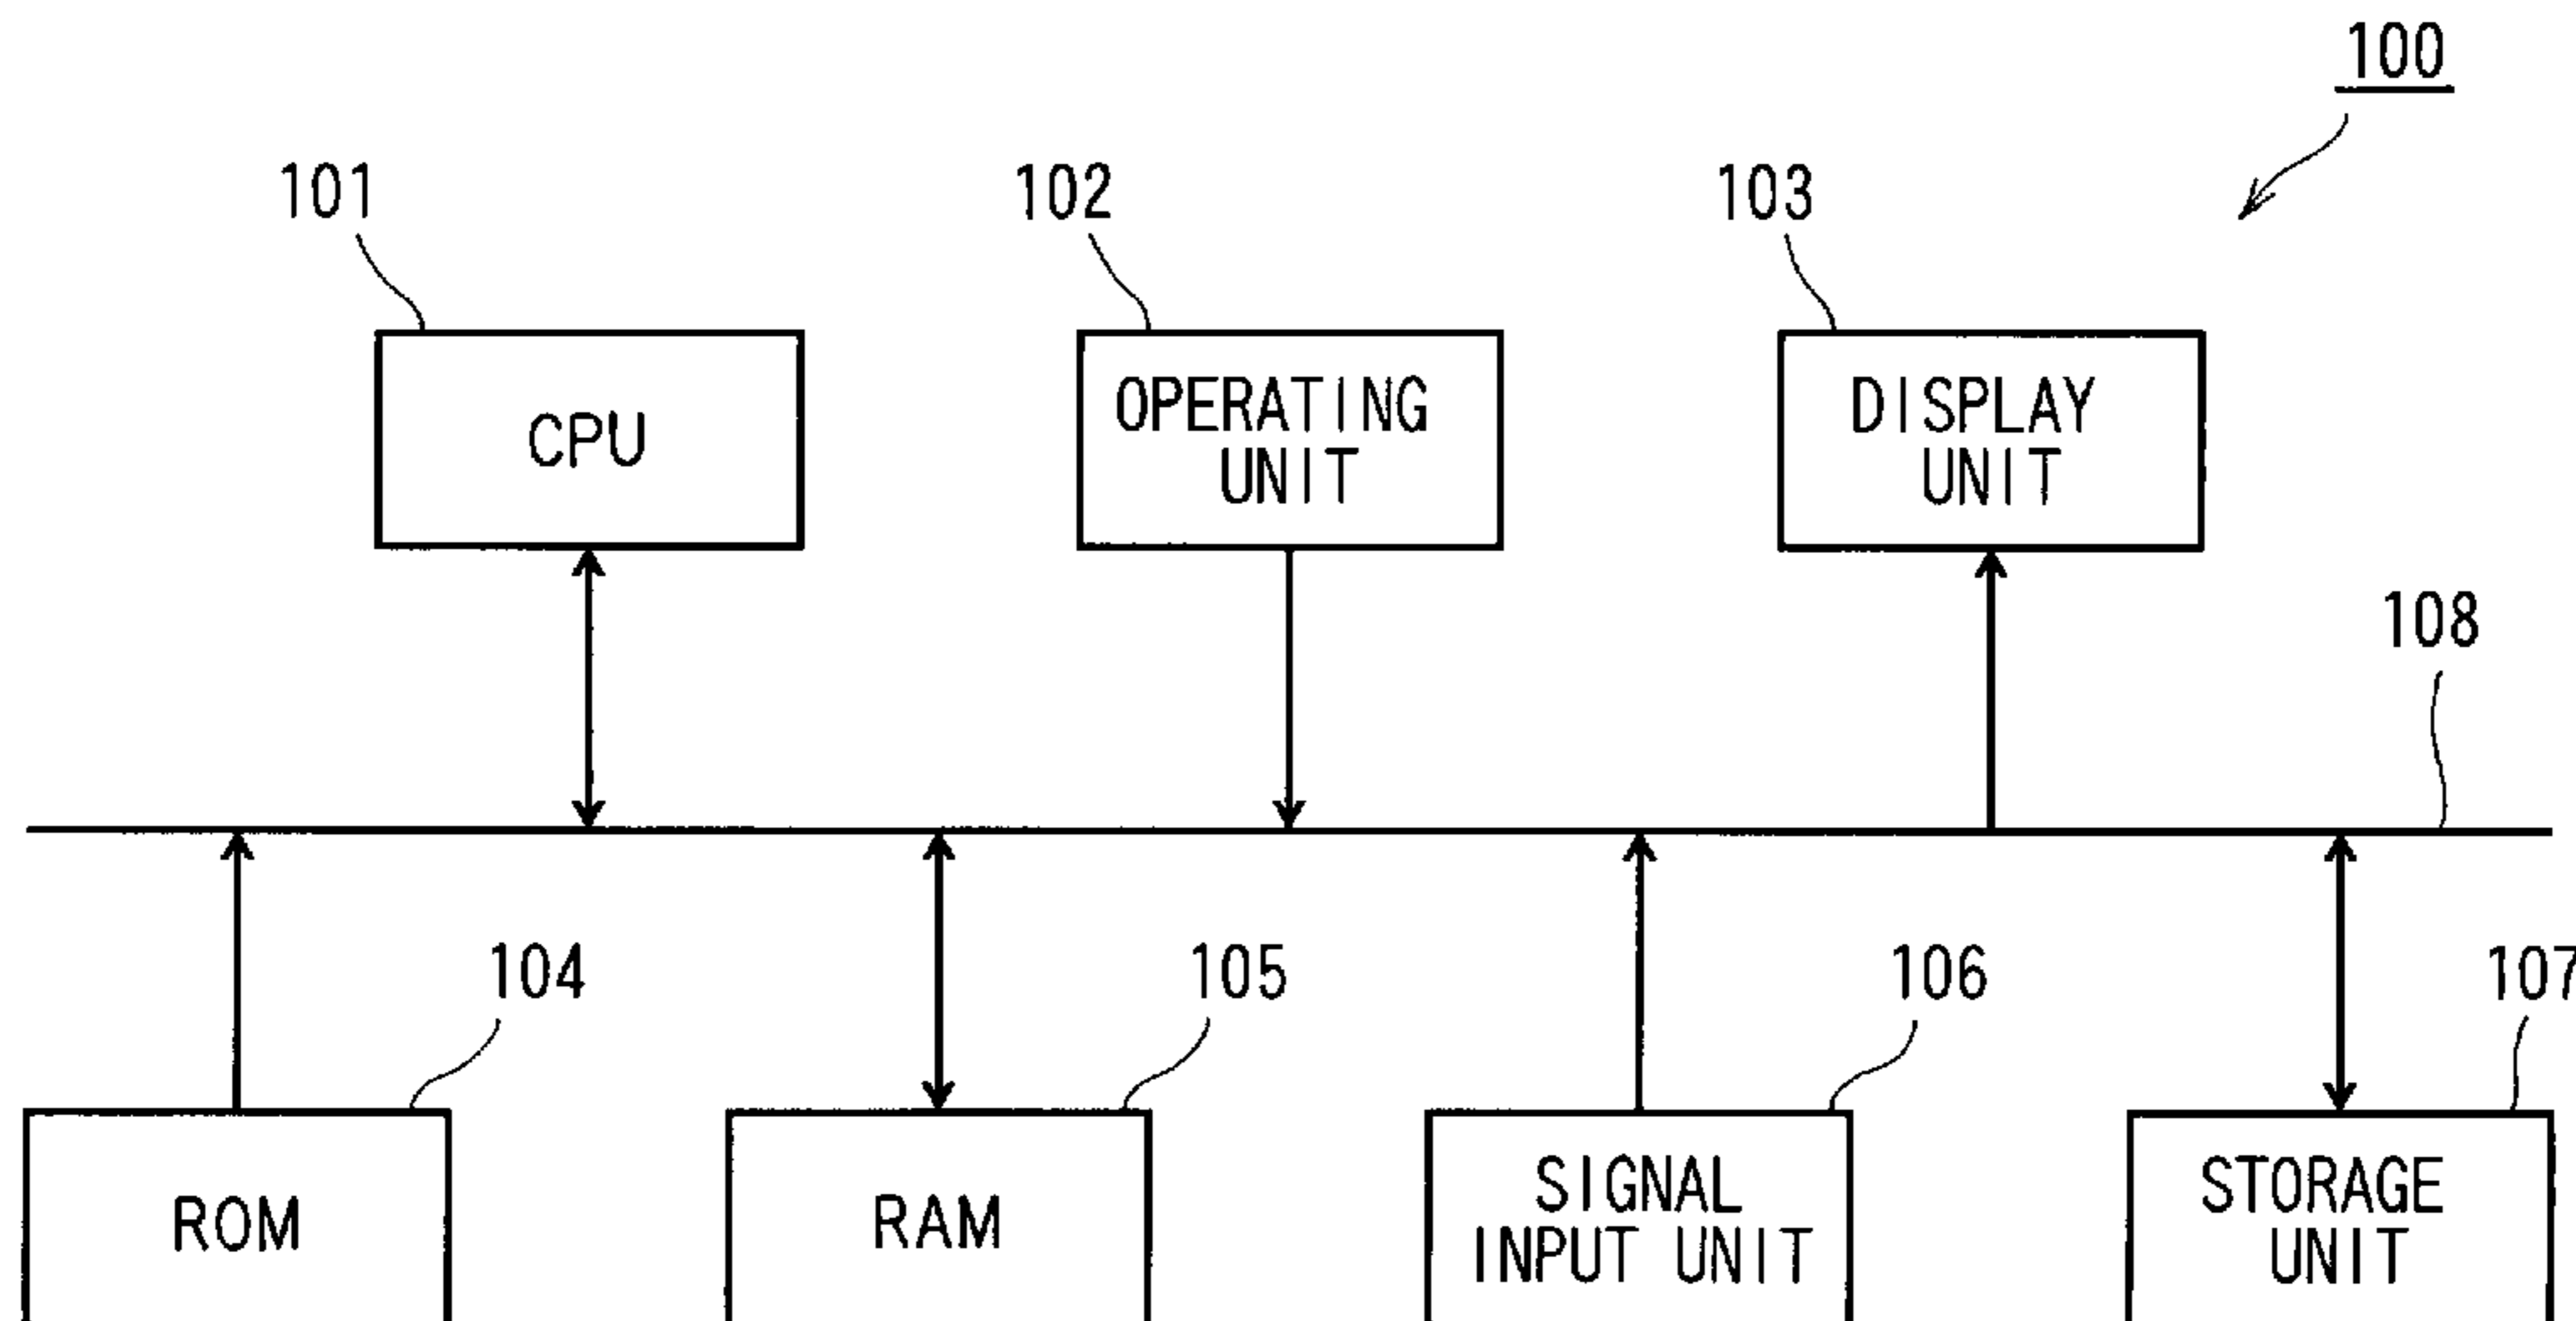 100
101
102
103
CPU
OPERATING
UNIT
DISPLAY
UNIT
108
104
105
106
107
ROM
RAM
SIGNAL
INPUT UNIT
STORAGE
UNIT